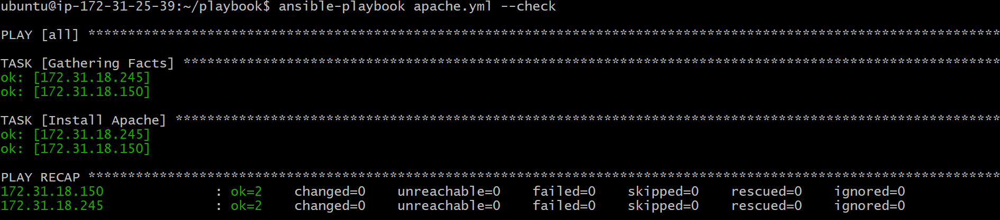 ubuntu@ip-172-31-25-39:~/playbook$ ansible-playbook apache.yml --check
PLAY [all] *******************************************************************************************************************
TASK [Gathering Facts] *******************************************************************************************************
ok: [172.31.18.245]
ok: [172.31.18.150]
TASK [Install Apache] ********************************************************************************************************
ok: [172.31.18.245]
ok: [172.31.18.150]
PLAY RECAP *******************************************************************************************************************
172.31.18.150              : ok=2    changed=0    unreachable=0    failed=0    skipped=0    rescued=0    ignored=0
172.31.18.245              : ok=2    changed=0    unreachable=0    failed=0    skipped=0    rescued=0    ignored=0